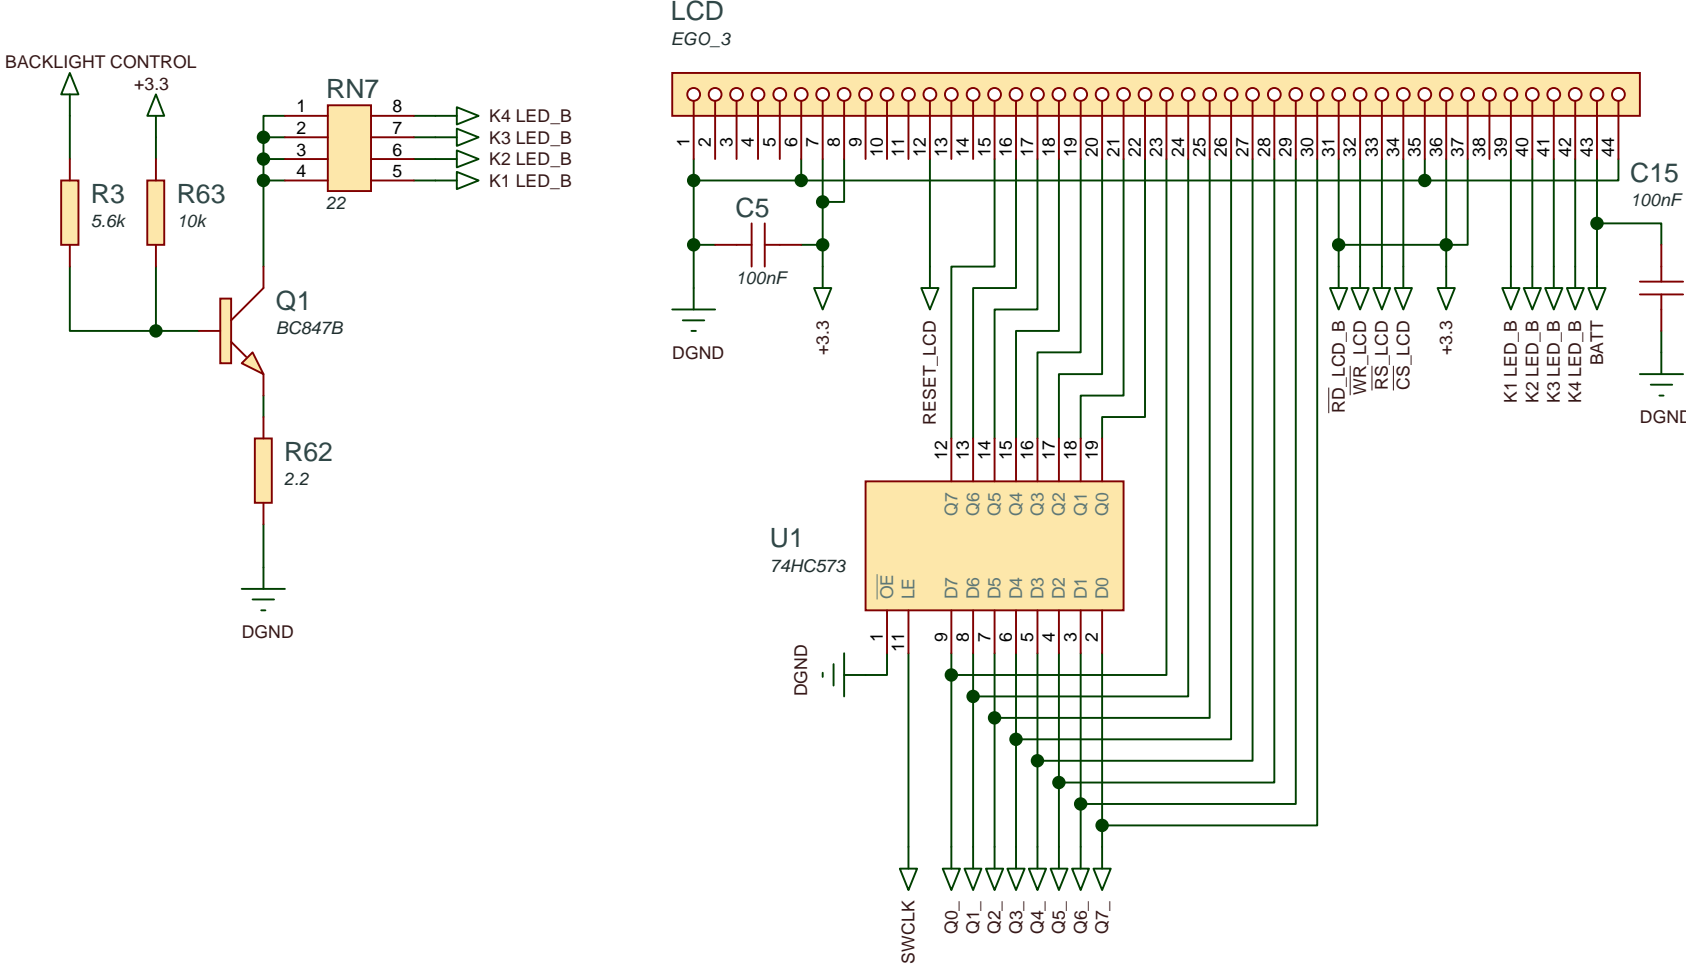 LCD
EGO_3
BACKLIGHT CONTROL
+3.3
RN7
1 8 K4 LED_B
2 7 K3 LED_B
3 6 K2 LED_B
4 5 K1 LED_B
22
R3
5.6k
R63
10k
Q1
BC847B
R62
2.2
DGND
1 2 3 4 5 6 7 8 9 10 11 12 13 14 15 16 17 18 19 20 21 22 23 24 25 26 27 28 29 30 31 32 33 34 35 36 37 38 39 40 41 42 43 44
C5
100nF
C15
100nF
DGND
+3.3
RESET_LCD
RD_LCD_B
WR_LCD
RS_LCD
CS_LCD
+3.3
K1 LED_B
K2 LED_B
K3 LED_B
K4 LED_B
BATT
DGND
12 13 14 15 16 17 18 19
Q7 Q6 Q5 Q4 Q3 Q2 Q1 Q0
U1
74HC573
OE LE D7 D6 D5 D4 D3 D2 D1 D0
1 11 9 8 7 6 5 4 3 2
DGND
SWCLK
Q0_
Q1_
Q2_
Q3_
Q4_
Q5_
Q6_
Q7_